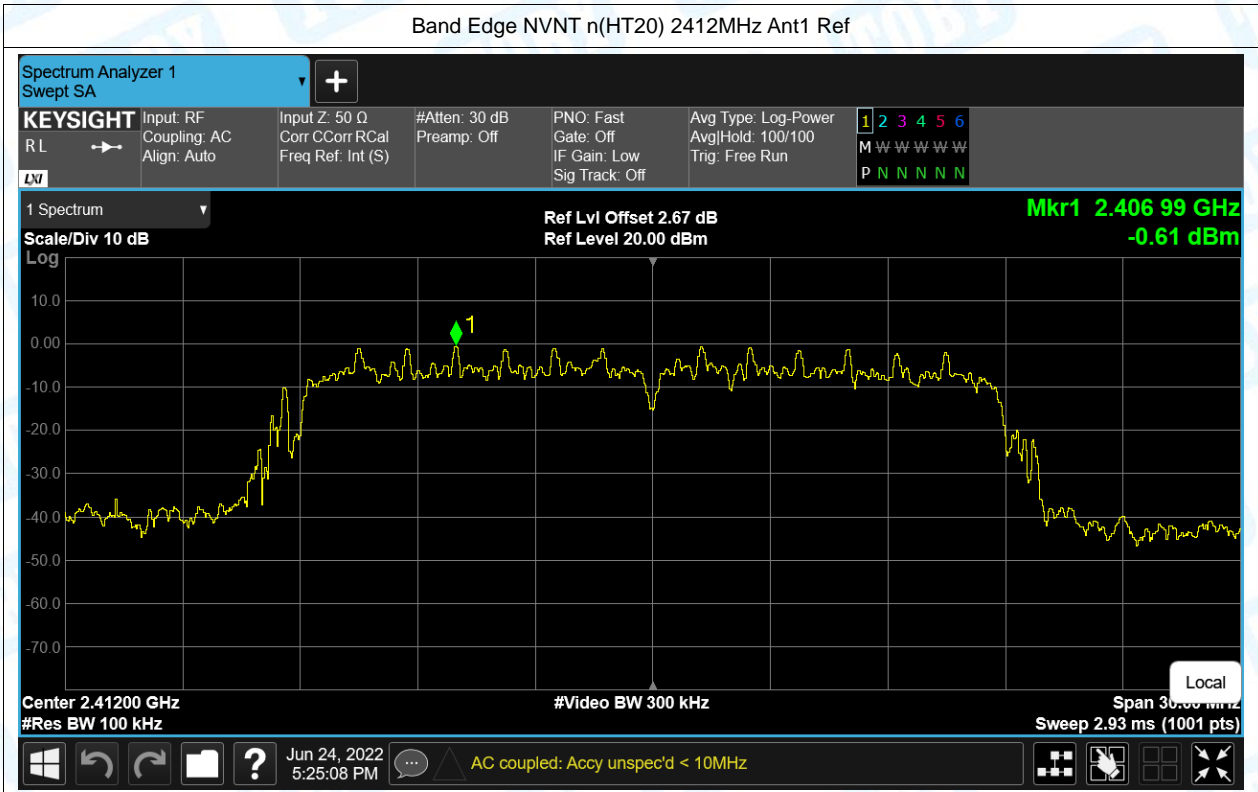 Band Edge NVNT n(HT20) 2412MHz Ant1 Ref
Spectrum Analyzer 1
Swept SA
KEYSIGHT
RL
LXI
Input: RF
Coupling: AC
Align: Auto
Input Z: 50 Ω
Corr CCorr RCal
Freq Ref: Int (S)
#Atten: 30 dB
Preamp: Off
PNO: Fast
Gate: Off
IF Gain: Low
Sig Track: Off
Avg Type: Log-Power
Avg|Hold: 100/100
Trig: Free Run
1 2 3 4 5 6
M W W W W W
P N N N N N
1 Spectrum
Scale/Div 10 dB
Ref Lvl Offset 2.67 dB
Ref Level 20.00 dBm
Mkr1 2.406 99 GHz
-0.61 dBm
Log
10.0
0.00
-10.0
-20.0
-30.0
-40.0
-50.0
-60.0
-70.0
1
Center 2.41200 GHz
#Res BW 100 kHz
#Video BW 300 kHz
Local
Span 30.00 MHz
Sweep 2.93 ms (1001 pts)
?
Jun 24, 2022
5:25:08 PM
AC coupled: Accy unspec'd < 10MHz